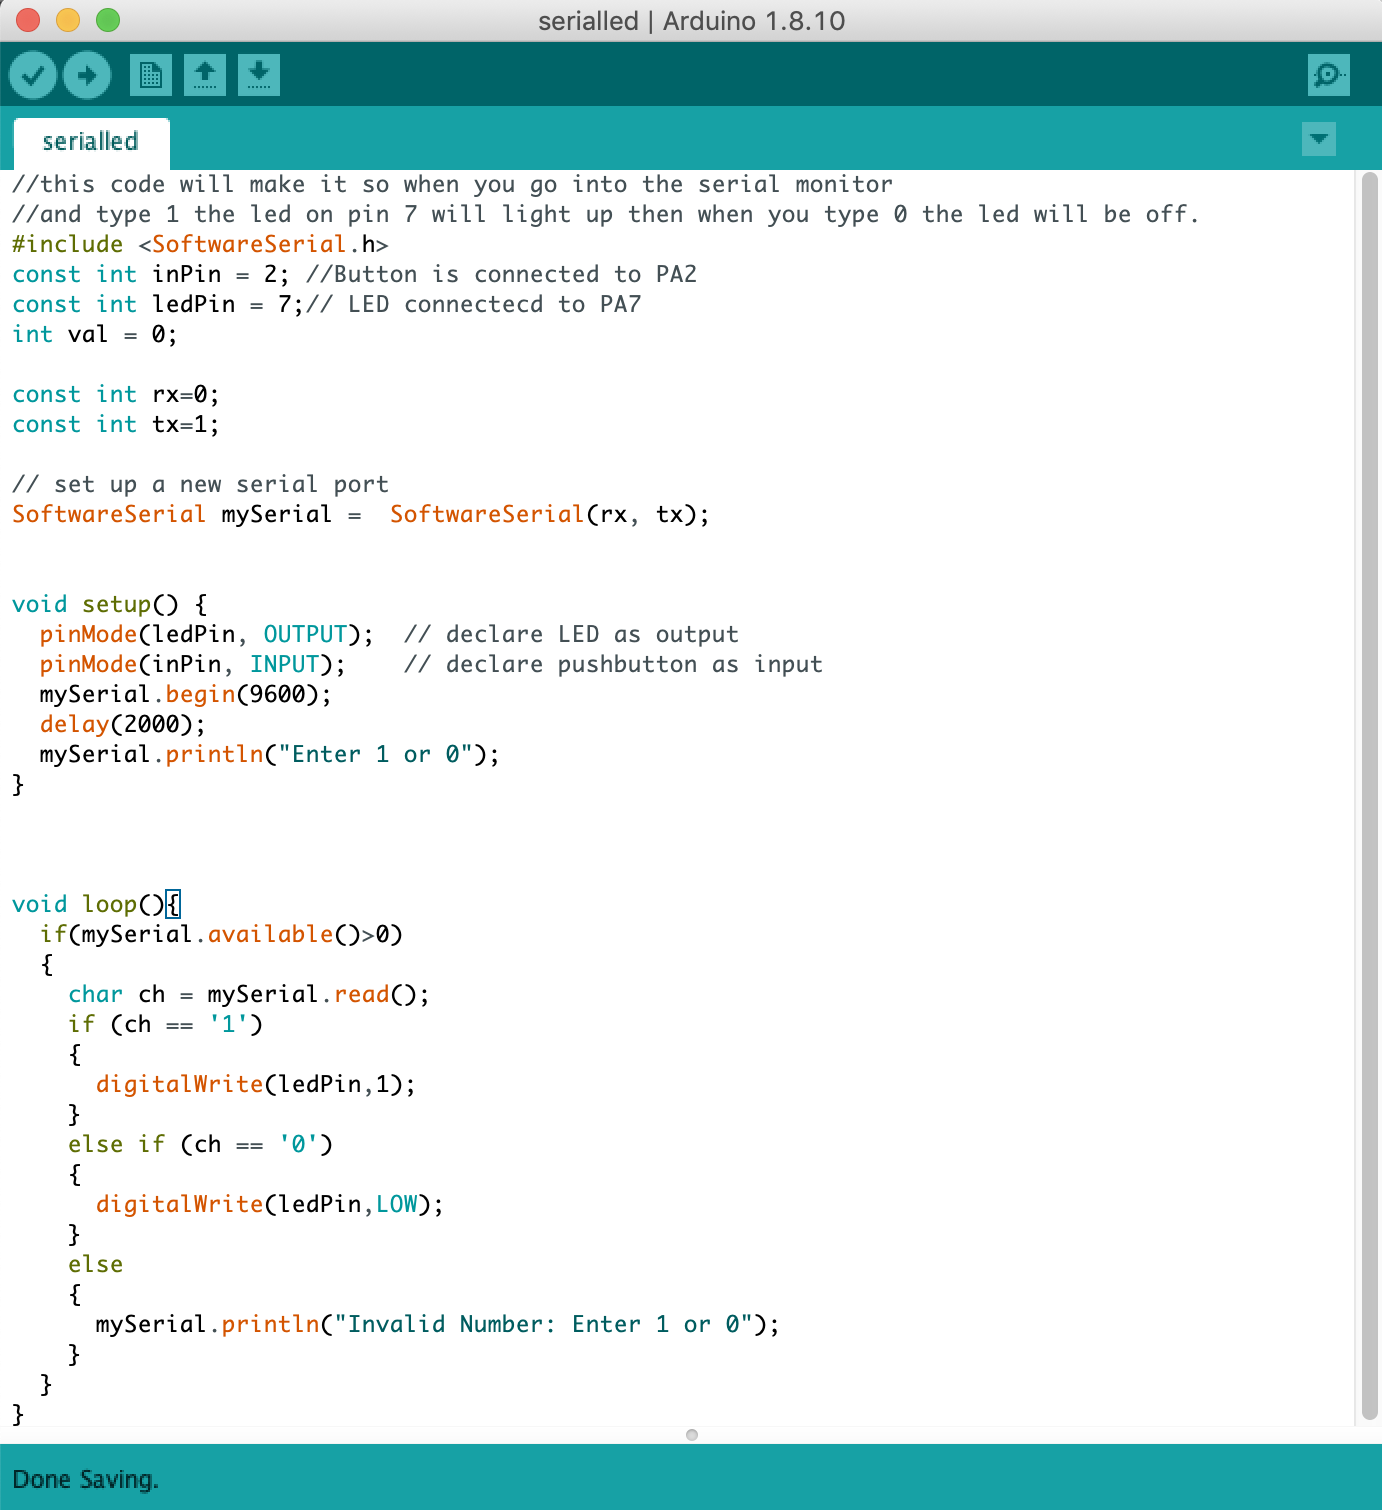 serialled | Arduino 1.8.10
serialled
//this code will make it so when you go into the serial monitor
//and type 1 the led on pin 7 will light up then when you type 0 the led will be off.
#include <SoftwareSerial.h>
const int inPin = 2; //Button is connected to PA2
const int ledPin = 7;// LED connectecd to PA7
int val = 0;

const int rx=0;
const int tx=1;

// set up a new serial port
SoftwareSerial mySerial =  SoftwareSerial(rx, tx);


void setup() {
  pinMode(ledPin, OUTPUT);  // declare LED as output
  pinMode(inPin, INPUT);    // declare pushbutton as input
  mySerial.begin(9600);
  delay(2000);
  mySerial.println("Enter 1 or 0");
}



void loop(){
  if(mySerial.available()>0)
  {
    char ch = mySerial.read();
    if (ch == '1')
    {
      digitalWrite(ledPin,1);
    }
    else if (ch == '0')
    {
      digitalWrite(ledPin,LOW);
    }
    else
    {
      mySerial.println("Invalid Number: Enter 1 or 0");
    }
  }
}
Done Saving.